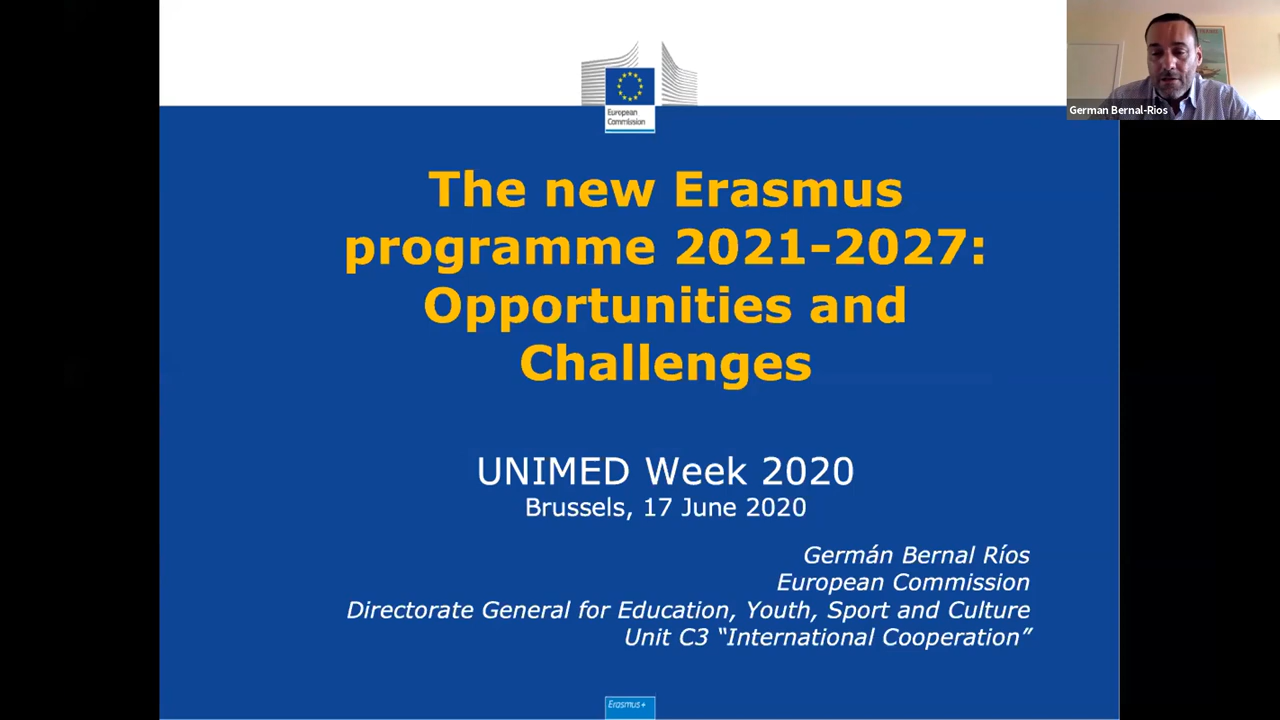 European
Commission
German Bernal-Rios
The new Erasmus
programme 2021-2027:
Opportunities and
Challenges
UNIMED Week 2020
Brussels, 17 June 2020
Germán Bernal Ríos
European Commission
Directorate General for Education, Youth, Sport and Culture
Unit C3 “International Cooperation”
Erasmus+